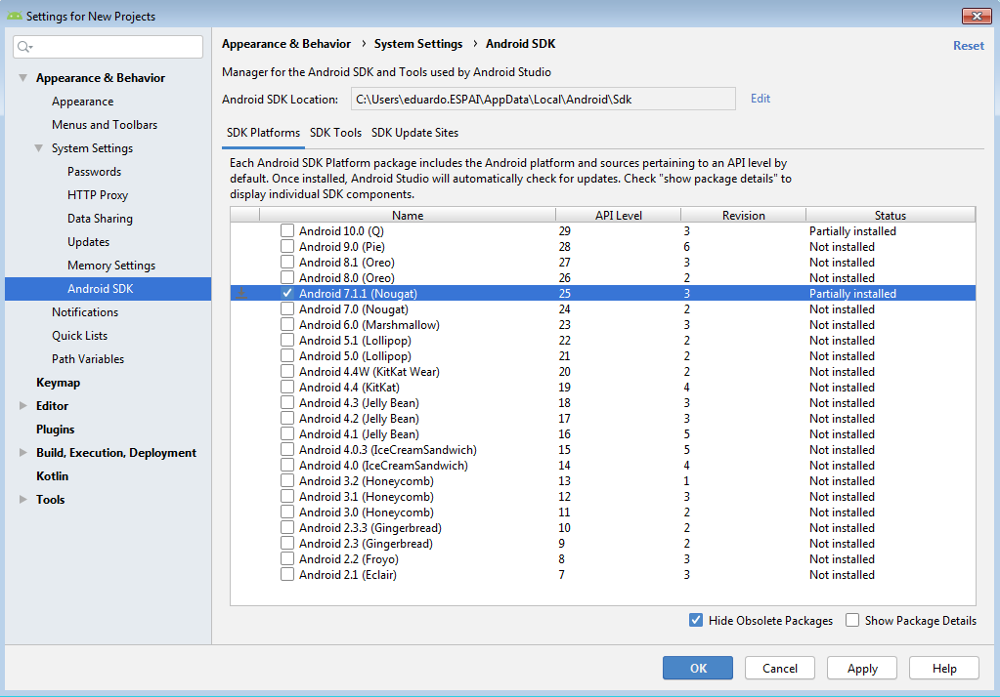 Settings for New Projects
Appearance & Behavior
Appearance
Menus and Toolbars
System Settings
Passwords
HTTP Proxy
Data Sharing
Updates
Memory Settings
Android SDK
Notifications
Quick Lists
Path Variables
Keymap
Editor
Plugins
Build, Execution, Deployment
Kotlin
Tools
Appearance & Behavior › System Settings › Android SDK
Reset
Manager for the Android SDK and Tools used by Android Studio
Android SDK Location: C:\Users\eduardo.ESPAI\AppData\Local\Android\Sdk Edit
SDK Platforms SDK Tools SDK Update Sites
Each Android SDK Platform package includes the Android platform and sources pertaining to an API level by
default. Once installed, Android Studio will automatically check for updates. Check "show package details" to
display individual SDK components.
Name API Level Revision Status
Android 10.0 (Q) 29 3 Partially installed
Android 9.0 (Pie) 28 6 Not installed
Android 8.1 (Oreo) 27 3 Not installed
Android 8.0 (Oreo) 26 2 Not installed
Android 7.1.1 (Nougat) 25 3 Partially installed
Android 7.0 (Nougat) 24 2 Not installed
Android 6.0 (Marshmallow) 23 3 Not installed
Android 5.1 (Lollipop) 22 2 Not installed
Android 5.0 (Lollipop) 21 2 Not installed
Android 4.4W (KitKat Wear) 20 2 Not installed
Android 4.4 (KitKat) 19 4 Not installed
Android 4.3 (Jelly Bean) 18 3 Not installed
Android 4.2 (Jelly Bean) 17 3 Not installed
Android 4.1 (Jelly Bean) 16 5 Not installed
Android 4.0.3 (IceCreamSandwich) 15 5 Not installed
Android 4.0 (IceCreamSandwich) 14 4 Not installed
Android 3.2 (Honeycomb) 13 1 Not installed
Android 3.1 (Honeycomb) 12 3 Not installed
Android 3.0 (Honeycomb) 11 2 Not installed
Android 2.3.3 (Gingerbread) 10 2 Not installed
Android 2.3 (Gingerbread) 9 2 Not installed
Android 2.2 (Froyo) 8 3 Not installed
Android 2.1 (Eclair) 7 3 Not installed
Hide Obsolete Packages Show Package Details
OK Cancel Apply Help